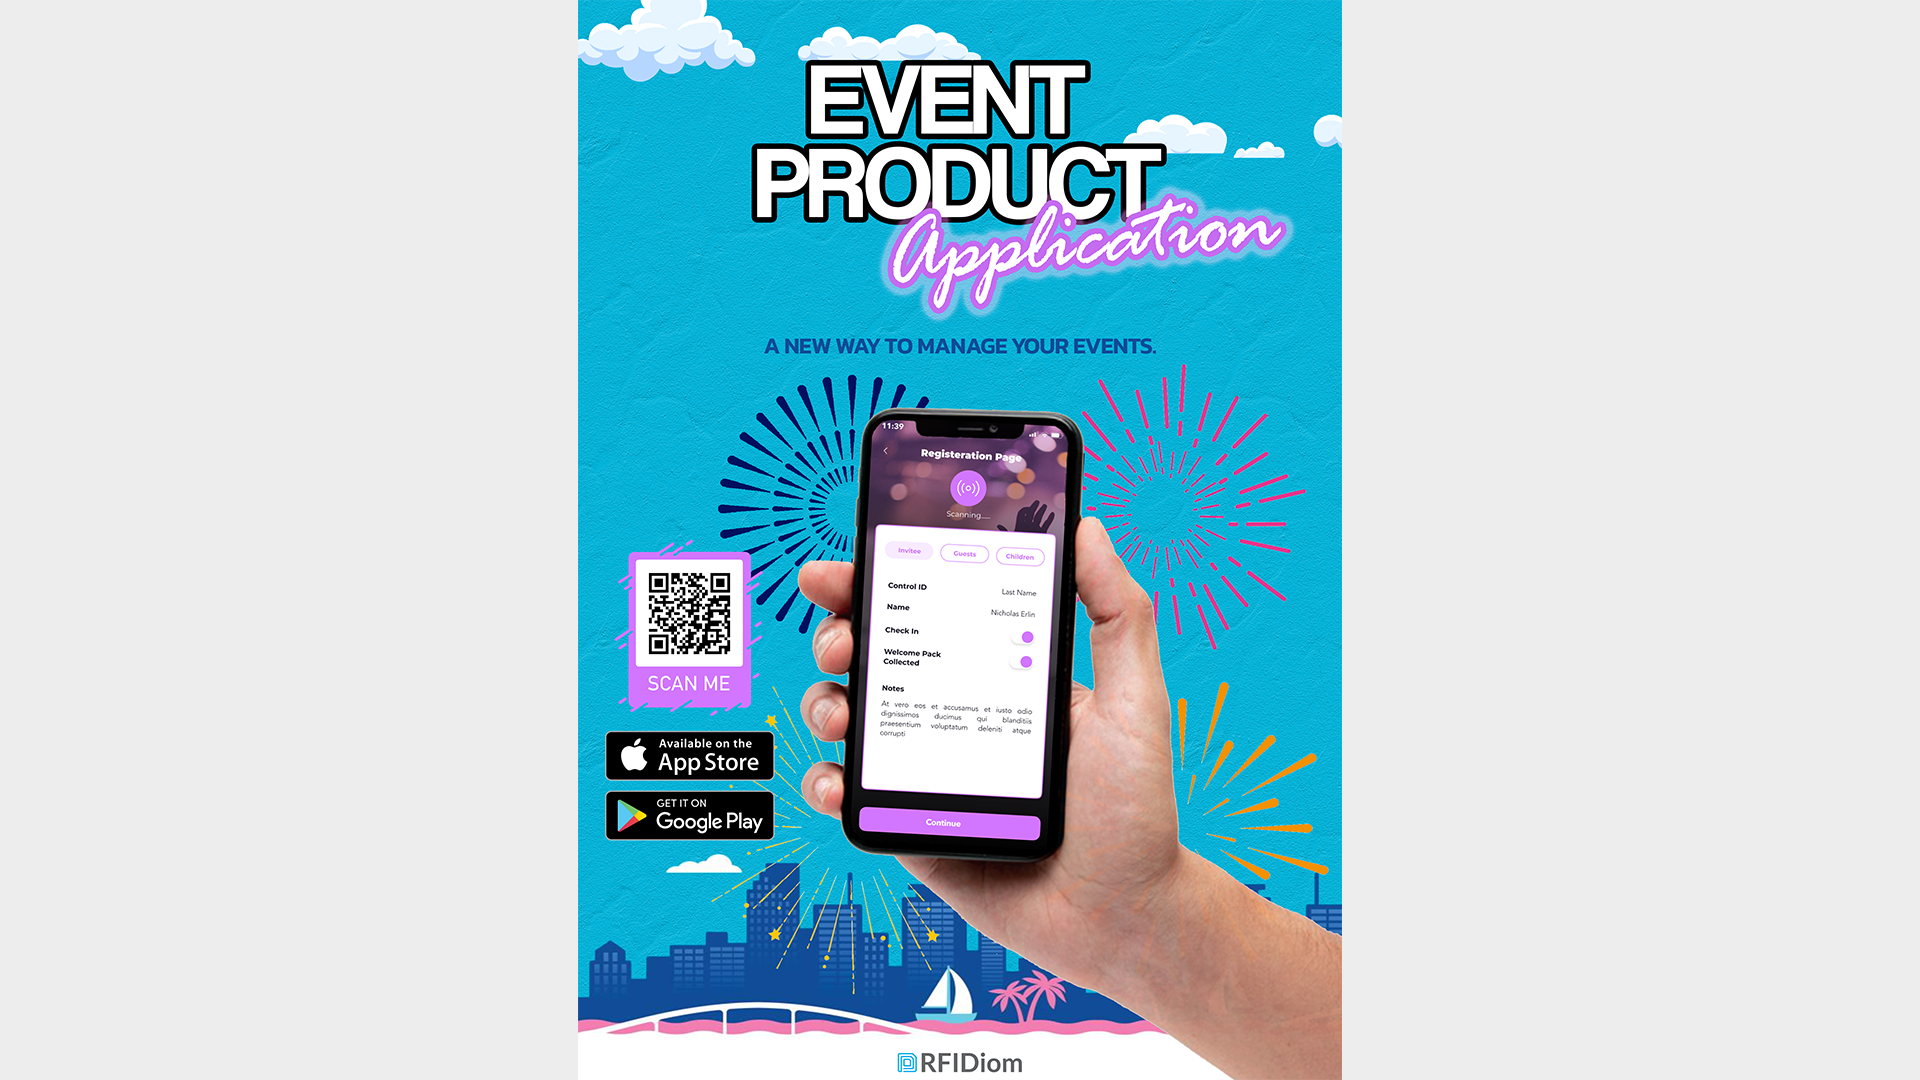 EVENT
PRODUCT
Application
A NEW WAY TO MANAGE YOUR EVENTS.
11:39
Registeration Page
Scanning.....
Invitee Guests Children
Control ID Last Name
Name Nicholas Erlin
Check In
Welcome Pack
Collected
Notes
At vero eos et accusamus et iusto odio
dignissimos ducimus qui blanditiis
praesentium voluptatum deleniti atque
corrupti
Continue
SCAN ME
Available on the
App Store
GET IT ON
Google Play
RFIDiom